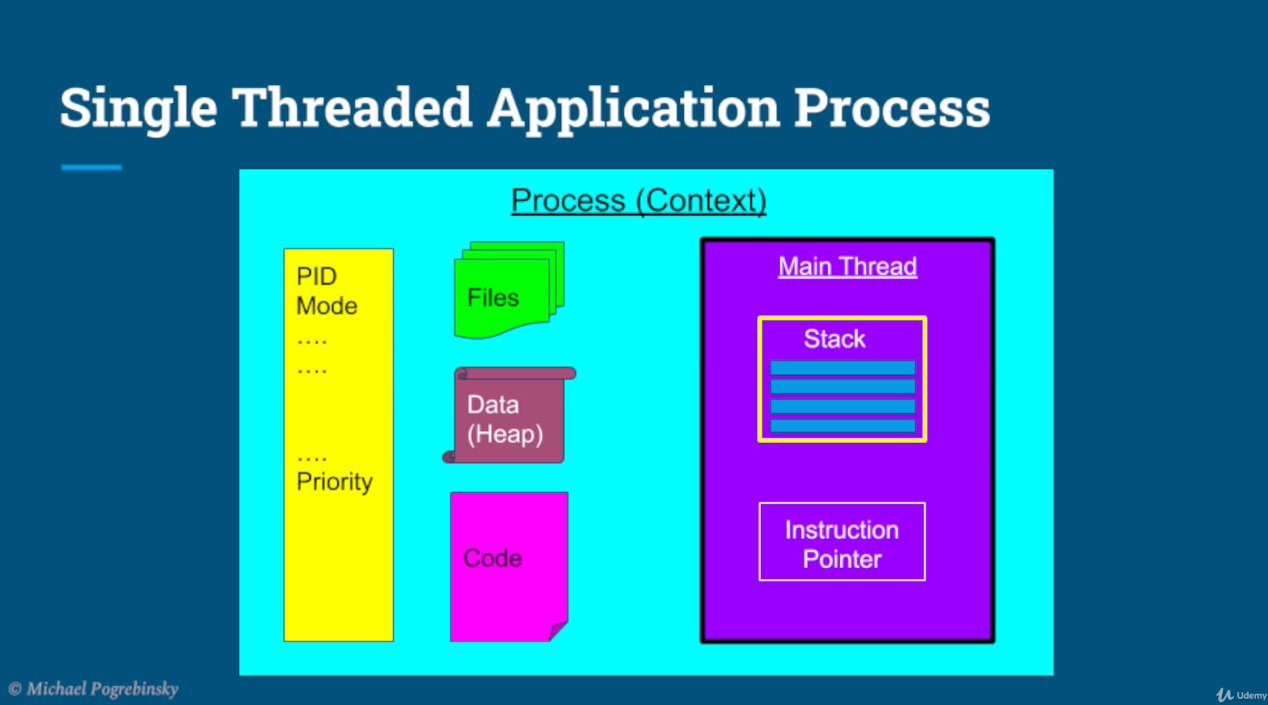 Single Threaded Application Process
Process (Context)
PID
Mode
....
....
....
Priority
Files
Data
(Heap)
Code
Main Thread
Stack
Instruction
Pointer
© Michael Pogrebinsky
Udemy